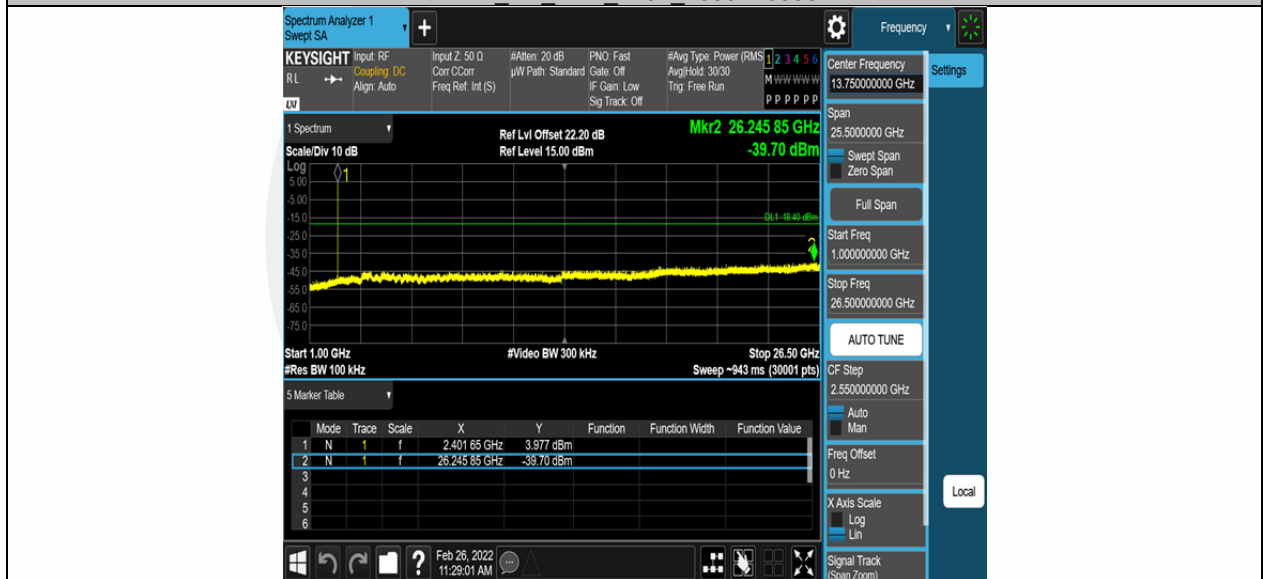 Spectrum Analyzer 1
Swept SA
+
Frequency
KEYSIGHT
RL
LXI
Input: RF
Coupling: DC
Align: Auto
Input Z: 50 Ω
Corr CCorr
Freq Ref: Int (S)
#Atten: 20 dB
µW Path: Standard
PNO: Fast
Gate: Off
IF Gain: Low
Sig Track: Off
#Avg Type: Power (RMS
Avg|Hold: 30/30
Trig: Free Run
1 2 3 4 5 6
M W W W W W
P P P P P P
1 Spectrum
Scale/Div 10 dB
Ref Lvl Offset 22.20 dB
Ref Level 15.00 dBm
Mkr2 26.245 85 GHz
-39.70 dBm
Log
5.00
-5.00
-15.0
-25.0
-35.0
-45.0
-55.0
-65.0
-75.0
1
DL1 -18.40 dBm
2
Start 1.00 GHz
#Res BW 100 kHz
#Video BW 300 kHz
Stop 26.50 GHz
Sweep ~943 ms (30001 pts)
5 Marker Table
Mode Trace Scale X Y Function Function Width Function Value
1 N 1 f 2.401 65 GHz 3.977 dBm
2 N 1 f 26.245 85 GHz -39.70 dBm
3
4
5
6
?
Feb 26, 2022
11:29:01 AM
Center Frequency
13.750000000 GHz
Settings
Span
25.5000000 GHz
Swept Span
Zero Span
Full Span
Start Freq
1.000000000 GHz
Stop Freq
26.500000000 GHz
AUTO TUNE
CF Step
2.550000000 GHz
Auto
Man
Freq Offset
0 Hz
X Axis Scale
Log
Lin
Signal Track
(Span Zoom)
Local